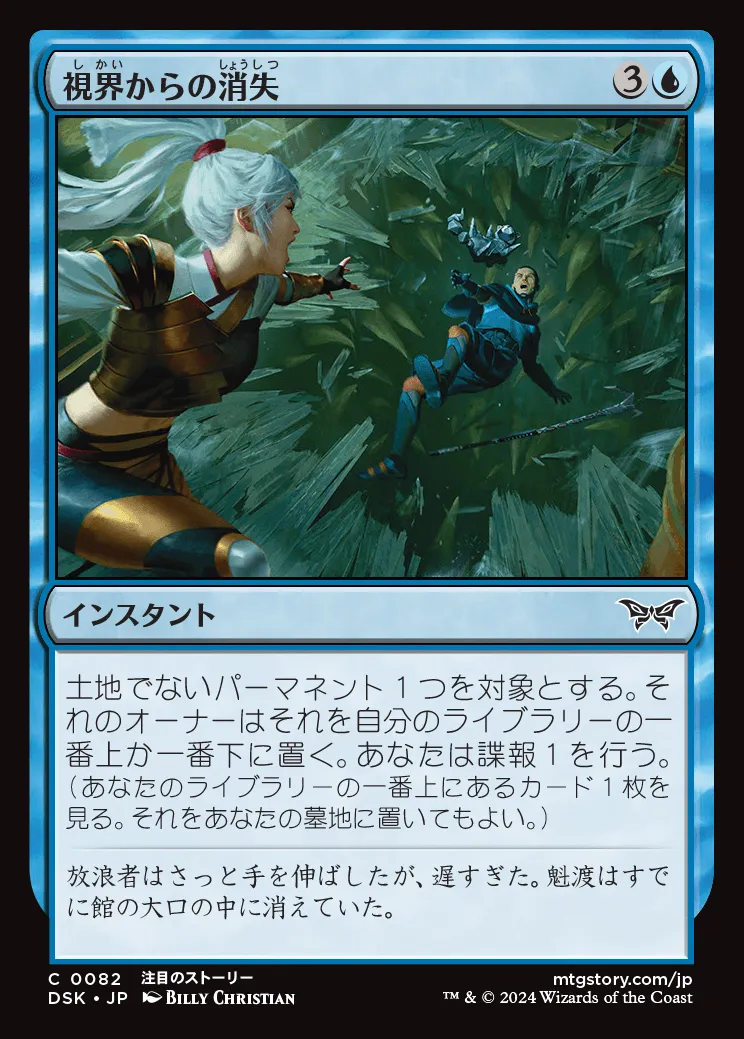 視界からの消失
しかい しょうしつ
3
インスタント
土地でないパーマネント1つを対象とする。そ
れのオーナーはそれを自分のライブラリーの一
番上か一番下に置く。あなたは諜報1を行う。
(あなたのライブラリーの一番上にあるカード1枚を
見る。それをあなたの墓地に置いてもよい。)
放浪者はさっと手を伸ばしたが、遅すぎた。魁渡はすで
に館の大口の中に消えていた。
C 0082 注目のストーリー
mtgstory.com/jp
DSK • JP BILLY CHRISTIAN
™ & © 2024 Wizards of the Coast